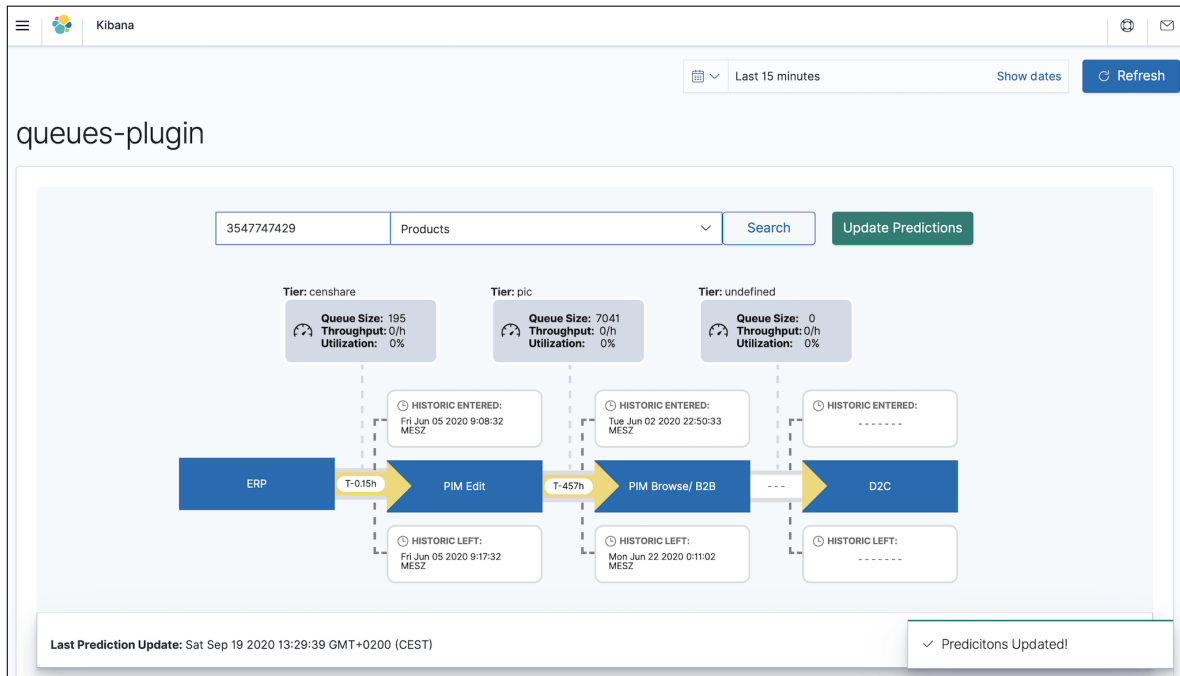 Kibana
Last 15 minutes
Show dates
Refresh
queues-plugin
3547747429
Products
Search
Update Predictions
Tier: censhare
Queue Size: 195
Throughput: 0/h
Utilization: 0%
Tier: pic
Queue Size: 7041
Throughput: 0/h
Utilization: 0%
Tier: undefined
Queue Size: 0
Throughput: 0/h
Utilization: 0%
HISTORIC ENTERED:
Fri Jun 05 2020 9:08:32
MESZ
HISTORIC ENTERED:
Tue Jun 02 2020 22:50:33
MESZ
HISTORIC ENTERED:
- - - - - - -
ERP
T-0.15h
PIM Edit
T-457h
PIM Browse/ B2B
- - -
D2C
HISTORIC LEFT:
Fri Jun 05 2020 9:17:32
MESZ
HISTORIC LEFT:
Mon Jun 22 2020 0:11:02
MESZ
HISTORIC LEFT:
- - - - - - -
Last Prediction Update: Sat Sep 19 2020 13:29:39 GMT+0200 (CEST)
Predicitons Updated!